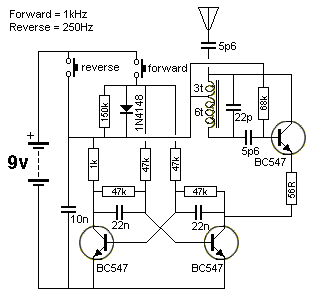 Forward = 1kHz
Reverse = 250Hz
5p6
reverse
forward
3t
6t
150k
1N4148
22p
68k
+
9v
5p6
BC547
1k
47k
47k
56R
47k
47k
10n
22n
22n
BC547
BC547